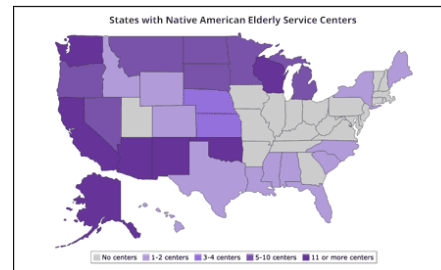 States with Native American Elderly Service Centers
No centers 1-2 centers 3-4 centers 5-10 centers 11 or more centers